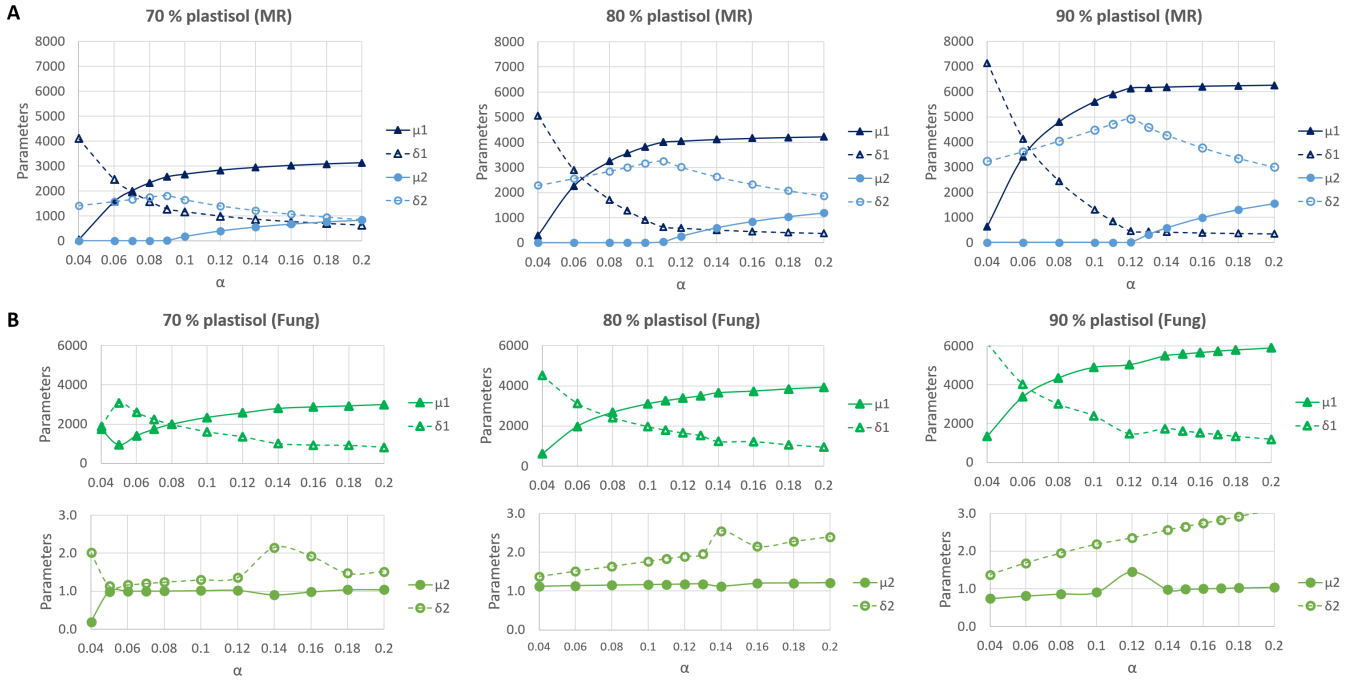 A
70 % plastisol (MR)
80 % plastisol (MR)
90 % plastisol (MR)
Parameters
8000
7000
6000
5000
4000
3000
2000
1000
0
0.04 0.06 0.08 0.1 0.12 0.14 0.16 0.18 0.2
α
μ1
δ1
μ2
δ2
Parameters
8000
7000
6000
5000
4000
3000
2000
1000
0
0.04 0.06 0.08 0.1 0.12 0.14 0.16 0.18 0.2
α
μ1
δ1
μ2
δ2
Parameters
8000
7000
6000
5000
4000
3000
2000
1000
0
0.04 0.06 0.08 0.1 0.12 0.14 0.16 0.18 0.2
α
μ1
δ1
μ2
δ2
B
70 % plastisol (Fung)
80 % plastisol (Fung)
90 % plastisol (Fung)
Parameters
6000
4000
2000
0
0.04 0.06 0.08 0.1 0.12 0.14 0.16 0.18 0.2
μ1
δ1
Parameters
6000
4000
2000
0
0.04 0.06 0.08 0.1 0.12 0.14 0.16 0.18 0.2
μ1
δ1
Parameters
6000
4000
2000
0
0.04 0.06 0.08 0.1 0.12 0.14 0.16 0.18 0.2
μ1
δ1
Parameters
3.0
2.0
1.0
0.0
0.04 0.06 0.08 0.1 0.12 0.14 0.16 0.18 0.2
α
μ2
δ2
Parameters
3.0
2.0
1.0
0.0
0.04 0.06 0.08 0.1 0.12 0.14 0.16 0.18 0.2
α
μ2
δ2
Parameters
3.0
2.0
1.0
0.0
0.04 0.06 0.08 0.1 0.12 0.14 0.16 0.18 0.2
α
μ2
δ2